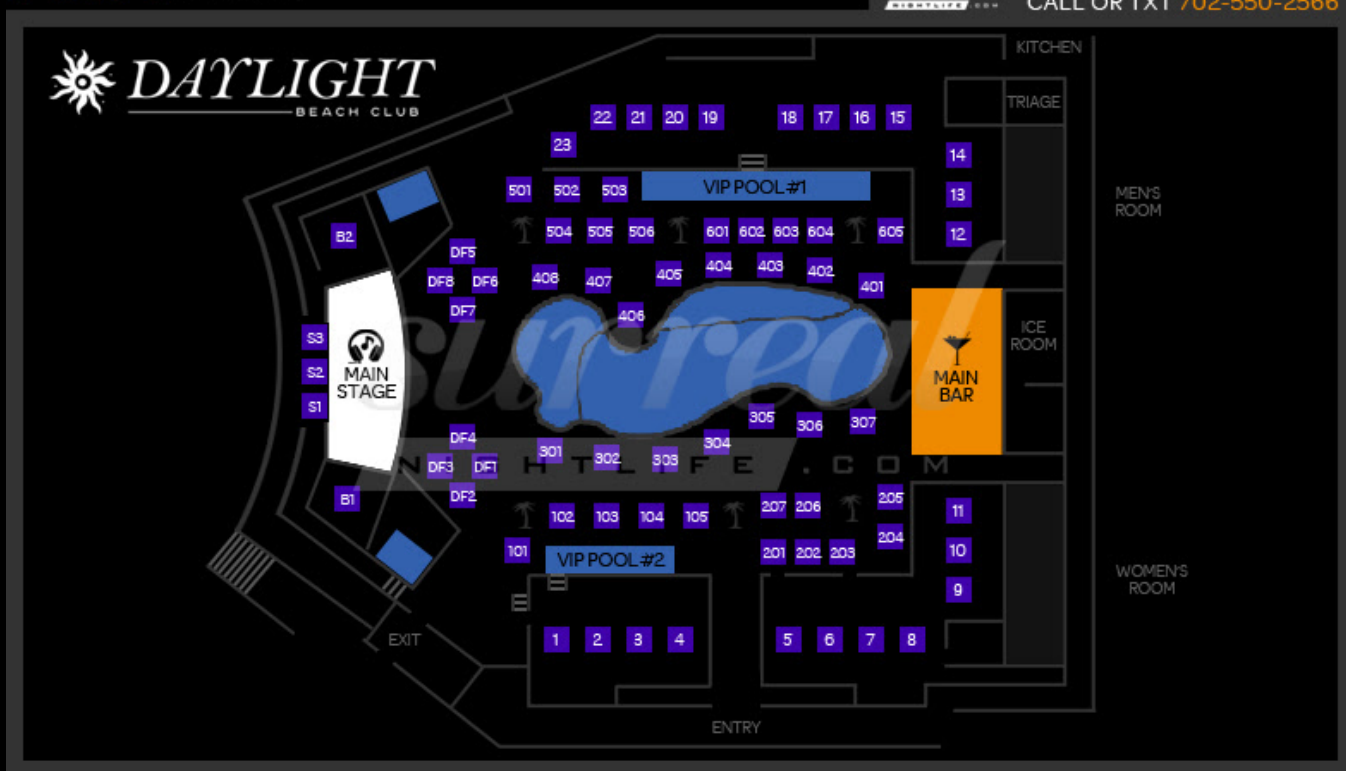 NIGHTLIFE.COM
CALL OR TXT 702-550-2566
DAYLIGHT
BEACH CLUB
KITCHEN
TRIAGE
22 21 20 19 18 17 16 15
23
14
13
12
MEN'S
ROOM
501 502 503 VIP POOL #1
504 505 506 601 602 603 604 605
B2
DF5
DF8 DF6
DF7
408 407 405 404 403 402 401
406
S3
S2
S1
MAIN
STAGE
surreal
NIGHTLIFE.COM
MAIN
BAR
ICE
ROOM
305 306 307
301 302 303 304
DF4
DF3 DF1
DF2
B1
102 103 104 105 207 206 205
101 VIP POOL #2 201 202 203 204
11
10
9
WOMEN'S
ROOM
EXIT
1 2 3 4 5 6 7 8
ENTRY